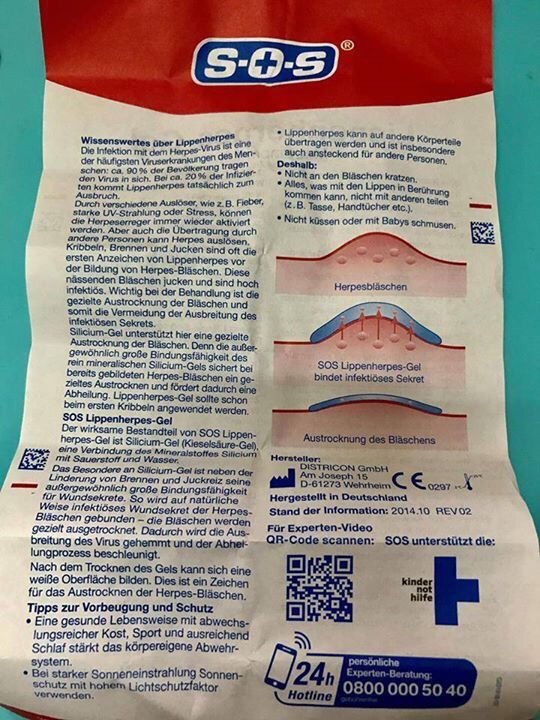 S-O-S®
Wissenswertes über Lippenherpes
Die Infektion mit dem Herpes-Virus ist eine
der häufigsten Viruserkrankungen des Men-
schen: ca. 90 % der Bevölkerung tragen
den Virus in sich. Bei ca. 20 % der Infizier-
ten kommt Lippenherpes tatsächlich zum
Ausbruch.
Durch verschiedene Auslöser, wie z. B. Fieber,
starke UV-Strahlung oder Stress, können
die Herpeserreger immer wieder aktiviert
werden. Aber auch die Übertragung durch
andere Personen kann Herpes auslösen.
Kribbeln, Brennen und Jucken sind oft die
ersten Anzeichen von Lippenherpes vor
der Bildung von Herpes-Bläschen. Diese
nässenden Bläschen jucken und sind hoch
infektiös. Wichtig bei der Behandlung ist die
gezielte Austrocknung der Bläschen und
somit die Vermeidung der Ausbreitung des
infektiösen Sekrets.
Silicium-Gel unterstützt hier eine gezielte
Austrocknung der Bläschen. Denn die außer-
gewöhnlich große Bindungsfähigkeit des
rein mineralischen Silicium-Gels sichert bei
bereits gebildeten Herpes-Bläschen ein ge-
zieltes Austrocknen und fördert dadurch eine
Abheilung. Lippenherpes-Gel sollte schon
beim ersten Kribbeln angewendet werden.
SOS Lippenherpes-Gel
Der wirksame Bestandteil von SOS Lippen-
herpes-Gel ist Silicium-Gel (Kieselsäure-Gel),
eine Verbindung des Mineralstoffes Silicium
mit Sauerstoff und Wasser.
Das Besondere an Silicium-Gel ist neben der
Linderung von Brennen und Juckreiz seine
außergewöhnlich große Bindungsfähigkeit
für Wundsekrete. So wird auf natürliche
Weise infektiöses Wundsekret der Herpes-
Bläschen gebunden – die Bläschen werden
gezielt ausgetrocknet. Dadurch wird die Aus-
breitung des Virus gehemmt und der Abhei-
lungprozess beschleunigt.
Nach dem Trocknen des Gels kann sich eine
weiße Oberfläche bilden. Dies ist ein Zeichen
für das Austrocknen der Herpes-Bläschen.
Tipps zur Vorbeugung und Schutz
• Eine gesunde Lebensweise mit abwechs-
lungsreicher Kost, Sport und ausreichend
Schlaf stärkt das körpereigene Abwehr-
system.
• Bei starker Sonneneinstrahlung Sonnen-
schutz mit hohem Lichtschutzfaktor
verwenden.
• Lippenherpes kann auf andere Körperteile
übertragen werden und ist insbesondere
auch ansteckend für andere Personen.
Deshalb:
• Nicht an den Bläschen kratzen.
• Alles, was mit den Lippen in Berührung
kommen kann, nicht mit anderen teilen
(z. B. Tasse, Handtücher etc.).
• Nicht küssen oder mit Babys schmusen.
Herpesbläschen
SOS Lippenherpes-Gel
bindet infektiöses Sekret
Austrocknung des Bläschens
Hersteller:
DISTRICON GmbH
Am Joseph 15
D-61273 Wehrheim
CE 0297
Hergestellt in Deutschland
Stand der Information: 2014.10 REV02
Für Experten-Video
QR-Code scannen:
SOS unterstützt die:
kinder
not
hilfe
24h
Hotline
persönliche
Experten-Beratung:
0800 000 50 40
gebührenfrei